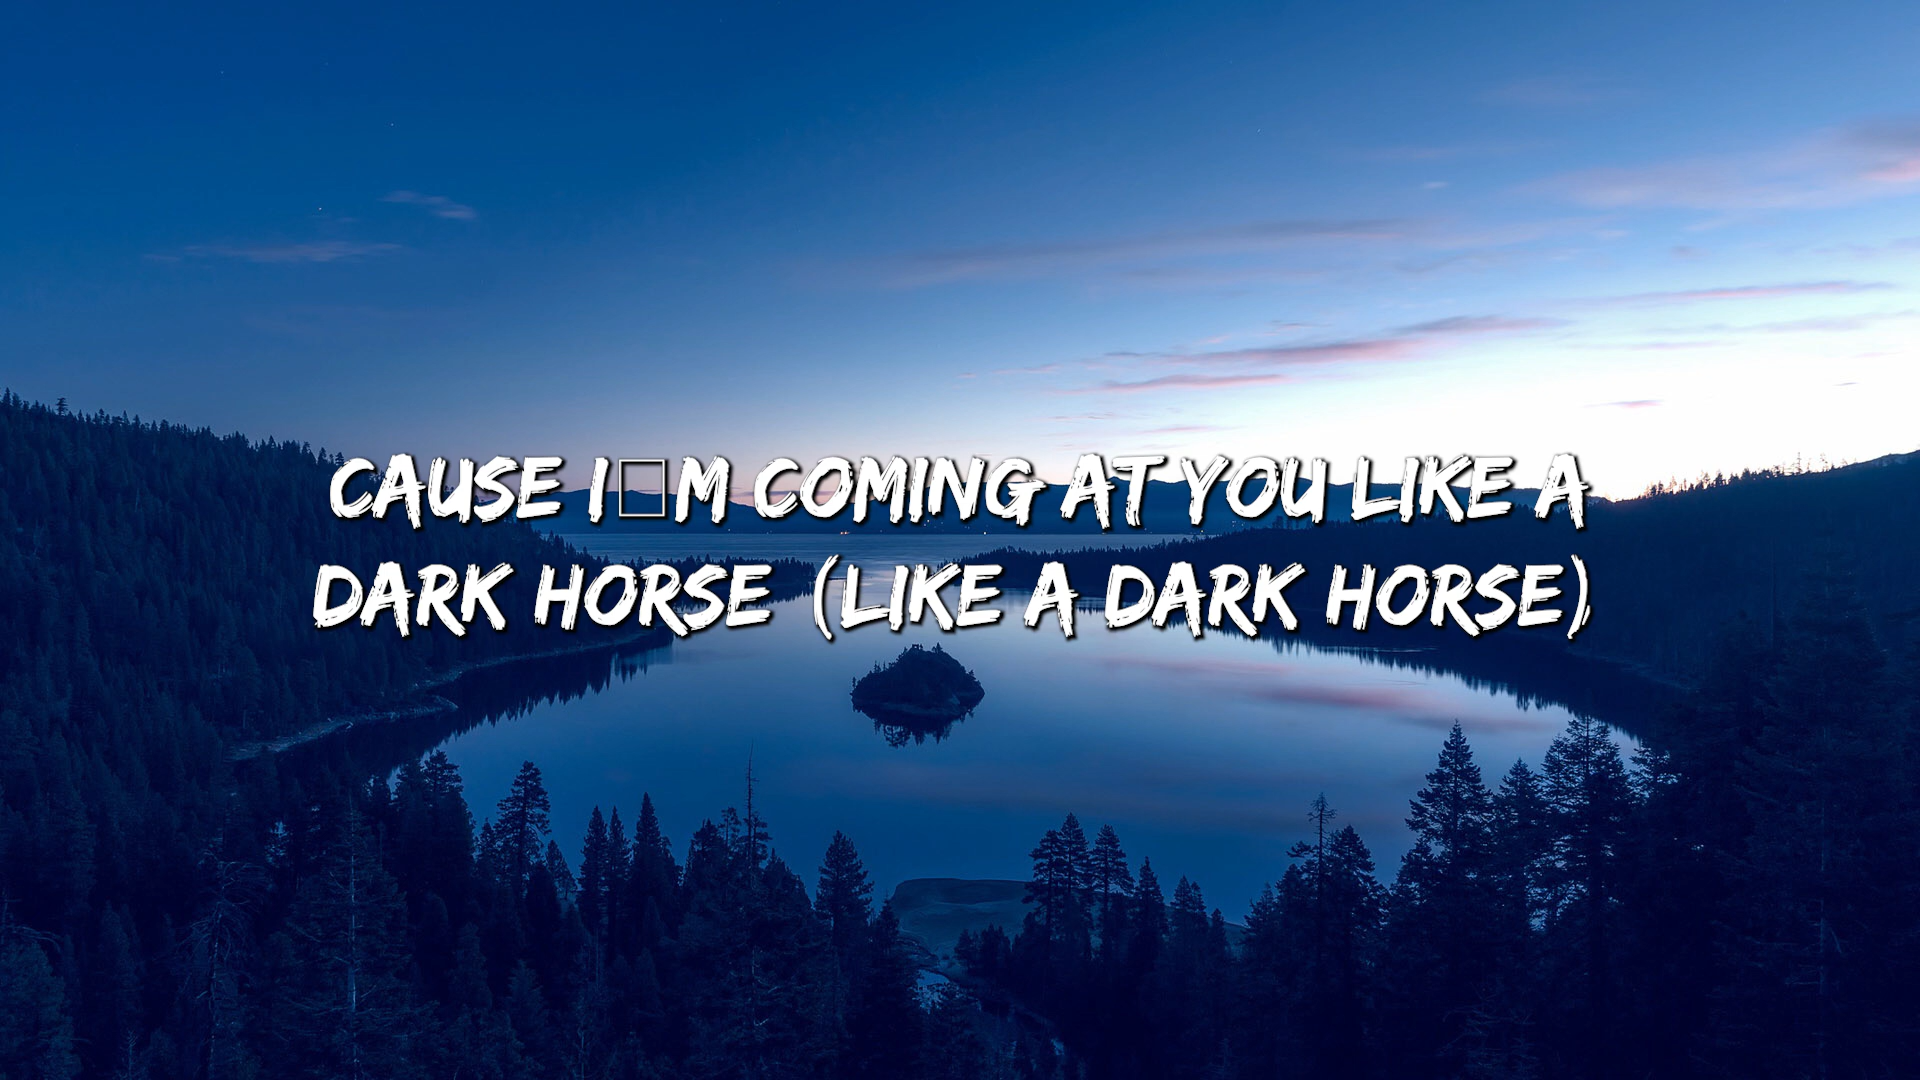 CAUSE I□M COMING AT YOU LIKE A
DARK HORSE (LIKE A DARK HORSE)